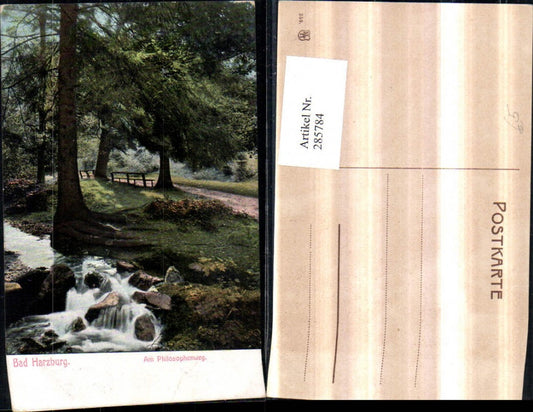 Bad Harzburg.
Am Philosophenweg.
Artikel Nr.
285784
POSTKARTE